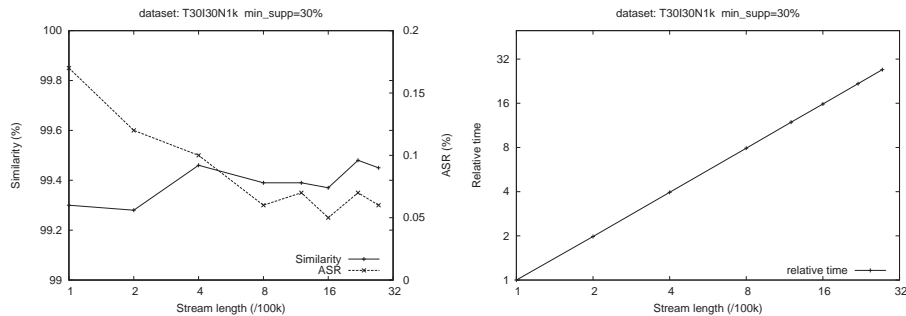 dataset: T30I30N1k min_supp=30%
100
99.8
99.6
99.4
99.2
99
Similarity (%)
0.2
0.15
0.1
0.05
0
ASR (%)
Similarity
ASR
1 2 4 8 16 32
Stream length (/100k)
dataset: T30I30N1k min_supp=30%
32
16
8
4
2
1
Relative time
relative time
1 2 4 8 16 32
Stream length (/100k)